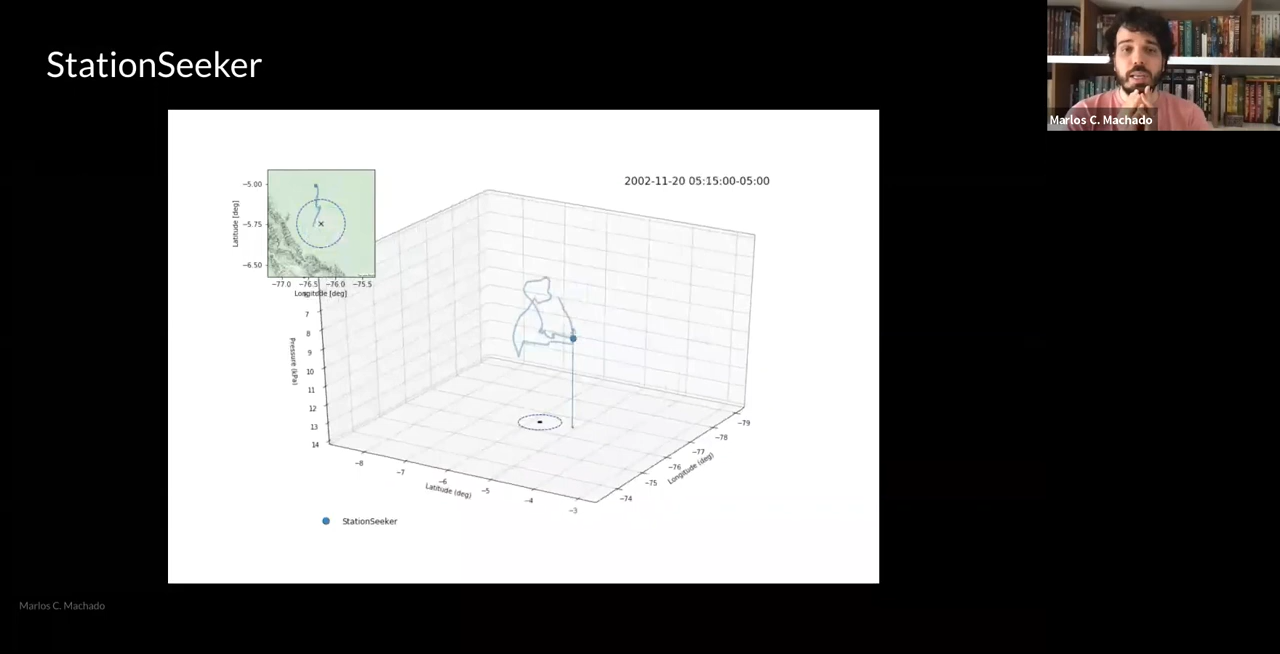 StationSeeker
Marlos C. Machado
2002-11-20 05:15:00-05:00
−5.00
−5.75
−6.50
Latitude [deg]
−77.0 −76.5 −76.0 −75.5
Longitude [deg]
7
8
9
10
11
12
13
14
Pressure (kPa)
−8
−7
−6
−5
−4
−3
Latitude (deg)
−79
−78
−77
−76
−75
−74
Longitude (deg)
StationSeeker
Marlos C. Machado